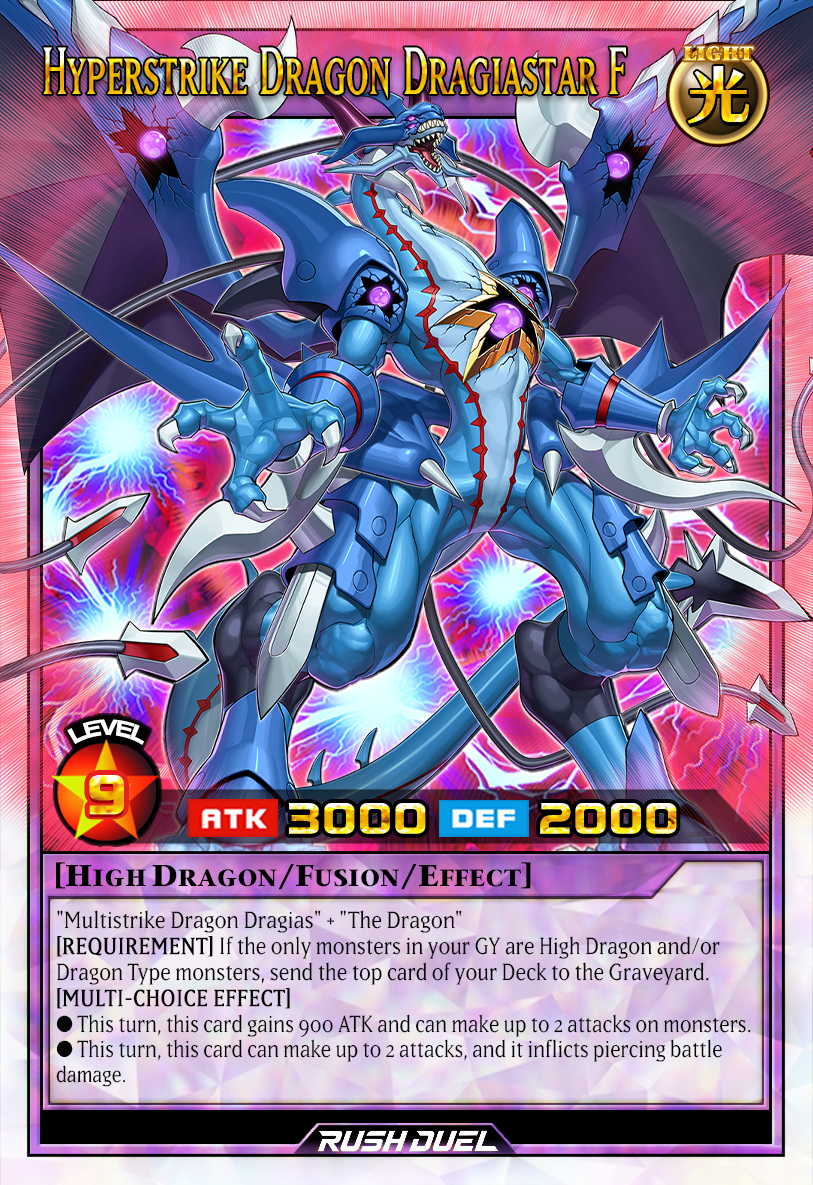 HYPERSTRIKE DRAGON DRAGIASTAR F
LIGHT
光
LEVEL
9
ATK 3000 DEF 2000
[HIGH DRAGON/FUSION/EFFECT]
"Multistrike Dragon Dragias" + "The Dragon"
[REQUIREMENT] If the only monsters in your GY are High Dragon and/or
Dragon Type monsters, send the top card of your Deck to the Graveyard.
[MULTI-CHOICE EFFECT]
● This turn, this card gains 900 ATK and can make up to 2 attacks on monsters.
● This turn, this card can make up to 2 attacks, and it inflicts piercing battle
damage.
RUSH DUEL